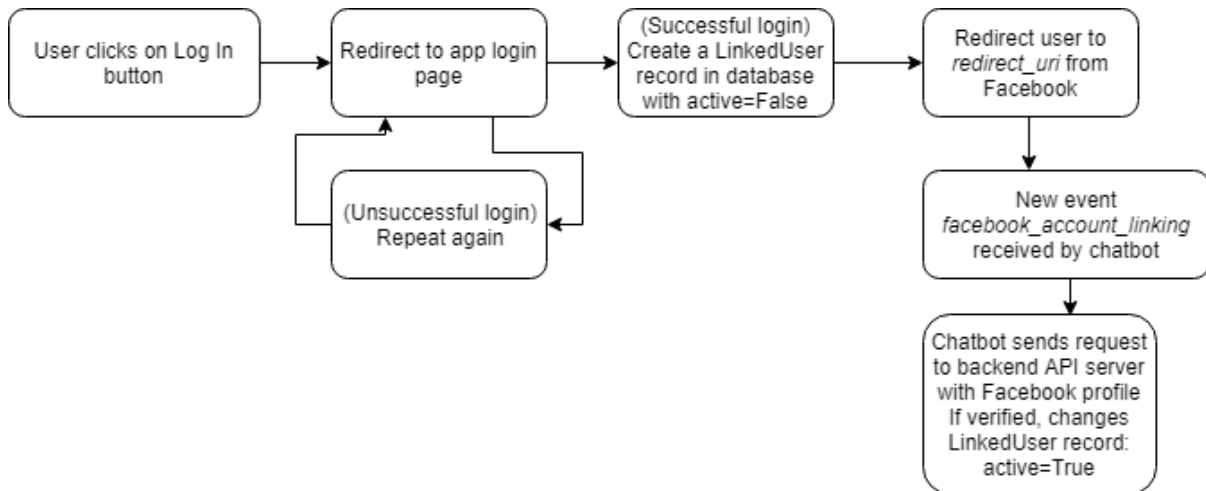 User clicks on Log In
button
Redirect to app login
page
(Successful login)
Create a LinkedUser
record in database
with active=False
Redirect user to
redirect_uri from
Facebook
(Unsuccessful login)
Repeat again
New event
facebook_account_linking
received by chatbot
Chatbot sends request
to backend API server
with Facebook profile
If verified, changes
LinkedUser record:
active=True